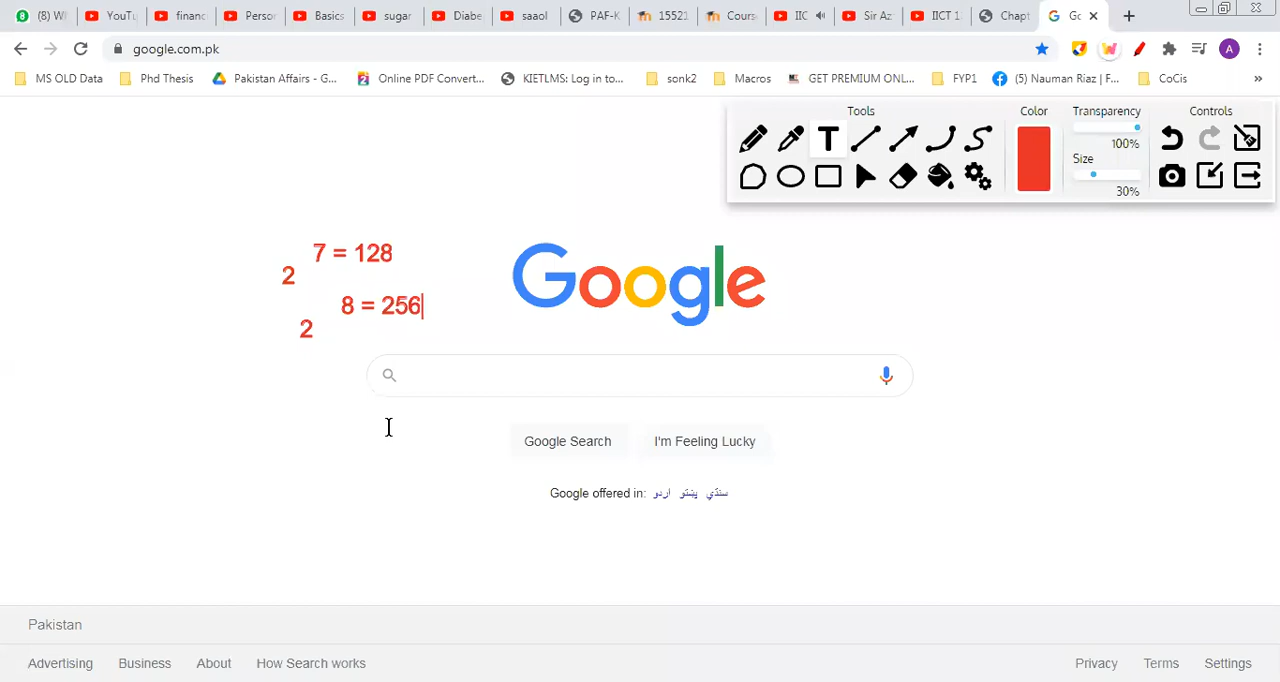 (8) W
YouTu
financ
Person
Basics
sugar
Diabe
saaol
PAF-K
15521
Course
IIC
Sir Az
IICT 1
Chapt
Go
google.com.pk
A
MS OLD Data
Phd Thesis
Pakistan Affairs - G...
Online PDF Convert...
KIETLMS: Log in to...
sonk2
Macros
GET PREMIUM ONL...
FYP1
(5) Nauman Riaz | F...
CoCis
»
Tools
Color
Transparency
Controls
100%
Size
30%
T
7 = 128
2
8 = 256
2
Google
Google Search
I'm Feeling Lucky
Google offered in: اردو پښتو سنڌي
Pakistan
Advertising Business About How Search works
Privacy Terms Settings